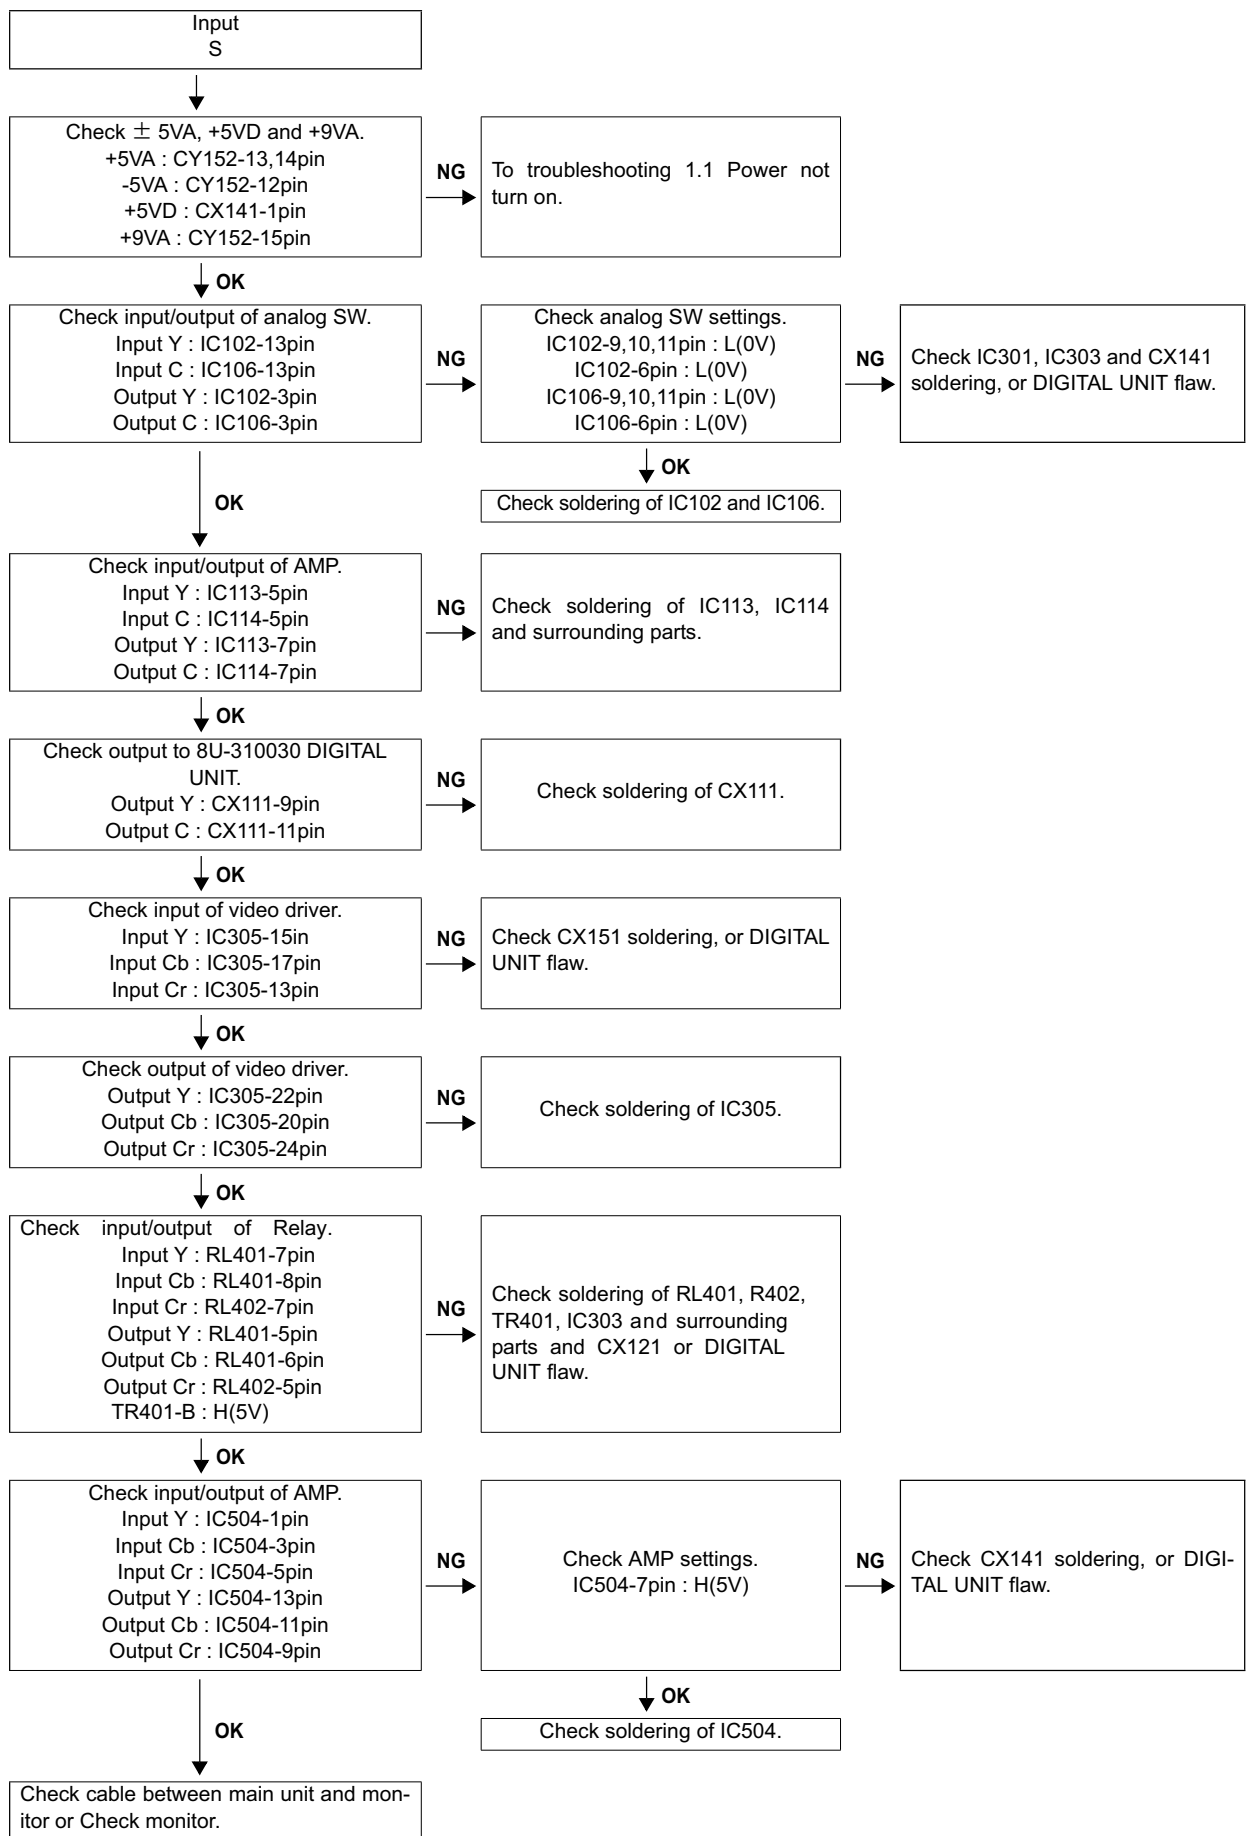 Input
S
Check ± 5VA, +5VD and +9VA.
+5VA : CY152-13,14pin
-5VA : CY152-12pin
+5VD : CX141-1pin
+9VA : CY152-15pin
NG
To troubleshooting 1.1 Power not
turn on.
OK
Check input/output of analog SW.
Input Y : IC102-13pin
Input C : IC106-13pin
Output Y : IC102-3pin
Output C : IC106-3pin
NG
Check analog SW settings.
IC102-9,10,11pin : L(0V)
IC102-6pin : L(0V)
IC106-9,10,11pin : L(0V)
IC106-6pin : L(0V)
NG
Check IC301, IC303 and CX141
soldering, or DIGITAL UNIT flaw.
OK
Check soldering of IC102 and IC106.
OK
Check input/output of AMP.
Input Y : IC113-5pin
Input C : IC114-5pin
Output Y : IC113-7pin
Output C : IC114-7pin
NG
Check soldering of IC113, IC114
and surrounding parts.
OK
Check output to 8U-310030 DIGITAL
UNIT.
Output Y : CX111-9pin
Output C : CX111-11pin
NG
Check soldering of CX111.
OK
Check input of video driver.
Input Y : IC305-15in
Input Cb : IC305-17pin
Input Cr : IC305-13pin
NG
Check CX151 soldering, or DIGITAL
UNIT flaw.
OK
Check output of video driver.
Output Y : IC305-22pin
Output Cb : IC305-20pin
Output Cr : IC305-24pin
NG
Check soldering of IC305.
OK
Check input/output of Relay.
Input Y : RL401-7pin
Input Cb : RL401-8pin
Input Cr : RL402-7pin
Output Y : RL401-5pin
Output Cb : RL401-6pin
Output Cr : RL402-5pin
TR401-B : H(5V)
NG
Check soldering of RL401, R402,
TR401, IC303 and surrounding
parts and CX121 or DIGITAL
UNIT flaw.
OK
Check input/output of AMP.
Input Y : IC504-1pin
Input Cb : IC504-3pin
Input Cr : IC504-5pin
Output Y : IC504-13pin
Output Cb : IC504-11pin
Output Cr : IC504-9pin
NG
Check AMP settings.
IC504-7pin : H(5V)
NG
Check CX141 soldering, or DIGI-
TAL UNIT flaw.
OK
Check soldering of IC504.
OK
Check cable between main unit and mon-
itor or Check monitor.